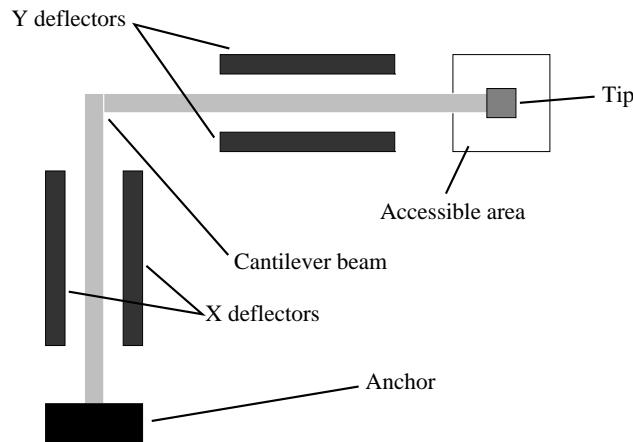 Y deflectors
Tip
Accessible area
Cantilever beam
X deflectors
Anchor